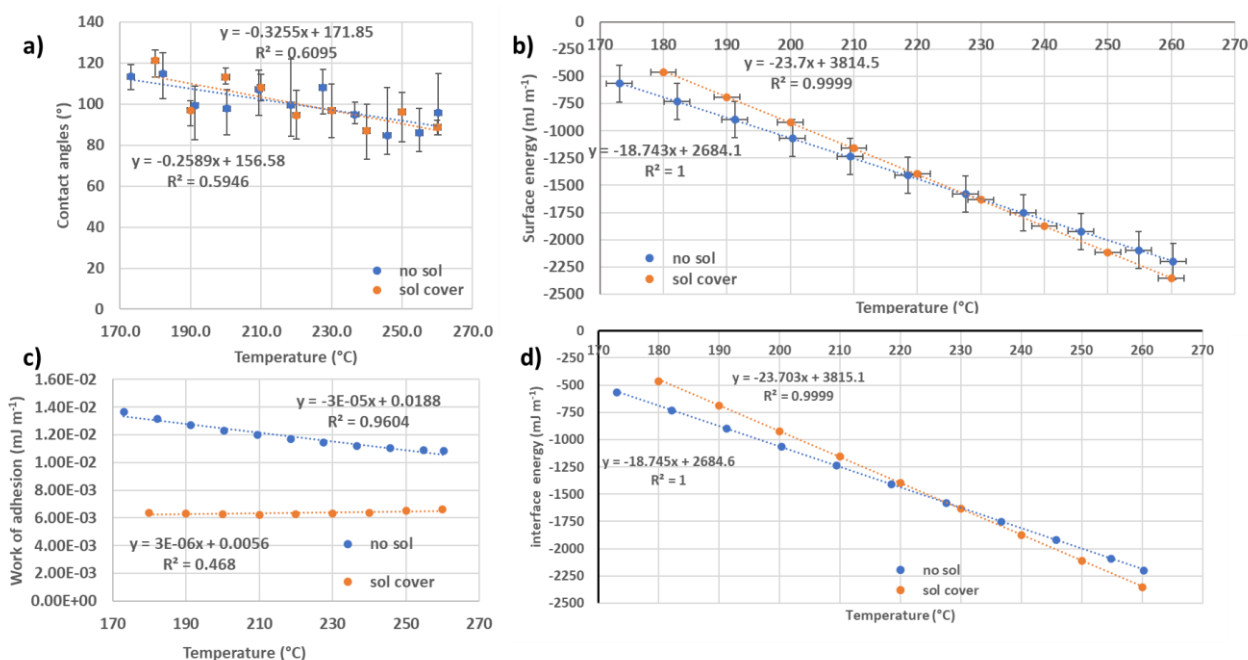 a)
Contact angles (°)
140
120
100
80
60
40
20
0
y = -0.3255x + 171.85
R² = 0.6095
y = -0.2589x + 156.58
R² = 0.5946
no sol
sol cover
170.0 190.0 210.0 230.0 250.0 270.0
Temperature (°C)
b)
Surface energy (mJ m⁻¹)
0
-250
-500
-750
-1000
-1250
-1500
-1750
-2000
-2250
-2500
170 180 190 200 210 220 230 240 250 260 270
y = -23.7x + 3814.5
R² = 0.9999
y = -18.743x + 2684.1
R² = 1
no sol
sol cover
Temperature (°C)
c)
Work of adhesion (mJ m⁻¹)
1.60E-02
1.40E-02
1.20E-02
1.00E-02
8.00E-03
6.00E-03
4.00E-03
2.00E-03
0.00E+00
y = -3E-05x + 0.0188
R² = 0.9604
y = 3E-06x + 0.0056
R² = 0.468
no sol
sol cover
170.0 190.0 210.0 230.0 250.0 270.0
Temperature (°C)
d)
interface energy (mJ m⁻¹)
0
-250
-500
-750
-1000
-1250
-1500
-1750
-2000
-2250
-2500
170 180 190 200 210 220 230 240 250 260 270
y = -23.703x + 3815.1
R² = 0.9999
y = -18.745x + 2684.6
R² = 1
no sol
sol cover
Temperature (°C)